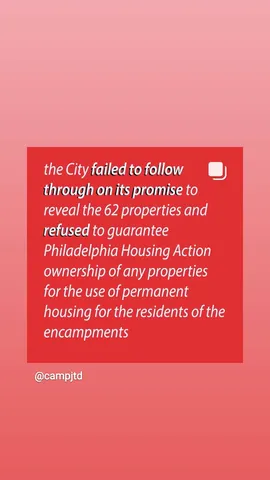 the City failed to follow
through on its promise to
reveal the 62 properties and
refused to guarantee
Philadelphia Housing Action
ownership of any properties
for the use of permanent
housing for the residents of the
encampments
@campjtd